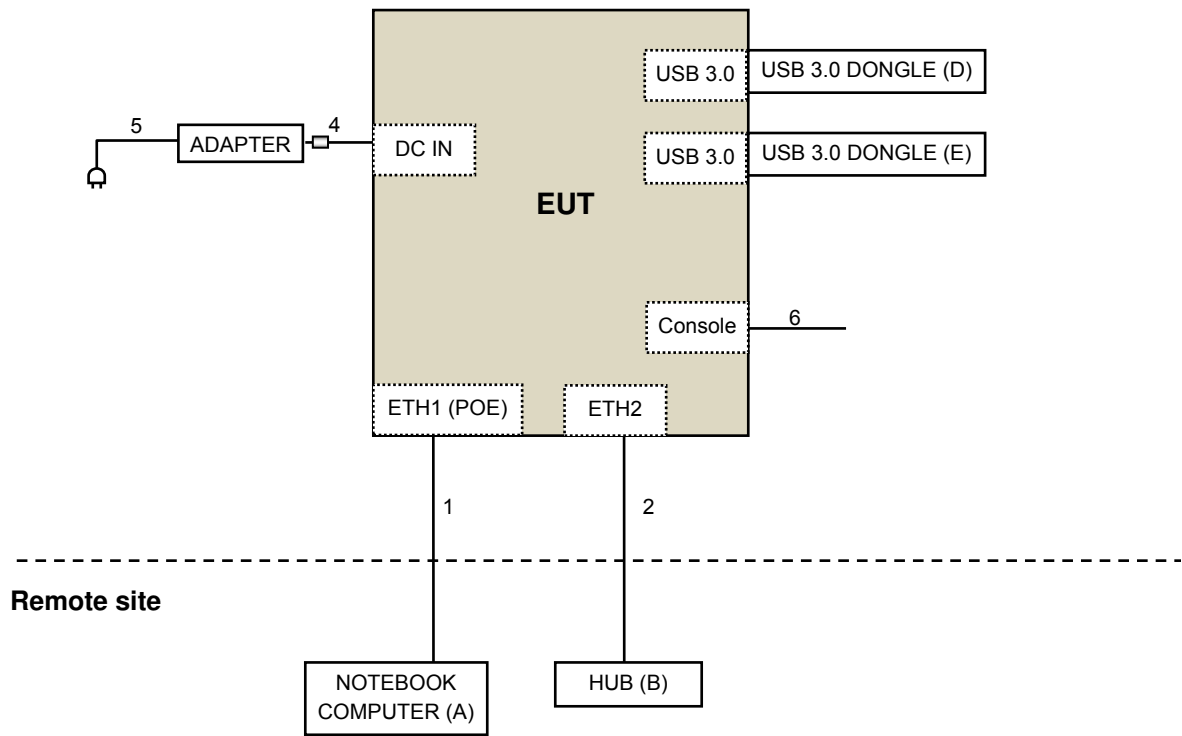 USB 3.0
USB 3.0 DONGLE (D)
5
ADAPTER
4
DC IN
USB 3.0
USB 3.0 DONGLE (E)
EUT
Console
6
ETH1 (POE)
ETH2
1
2
Remote site
NOTEBOOK
COMPUTER (A)
HUB (B)